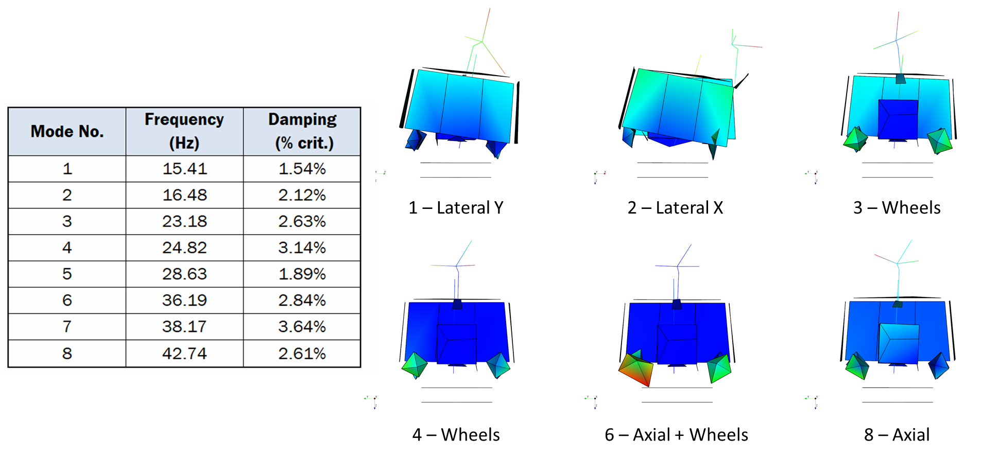 Mode No. Frequency (Hz) Damping (% crit.)
1 15.41 1.54%
2 16.48 2.12%
3 23.18 2.63%
4 24.82 3.14%
5 28.63 1.89%
6 36.19 2.84%
7 38.17 3.64%
8 42.74 2.61%
1 – Lateral Y
2 – Lateral X
3 – Wheels
4 – Wheels
6 – Axial + Wheels
8 – Axial